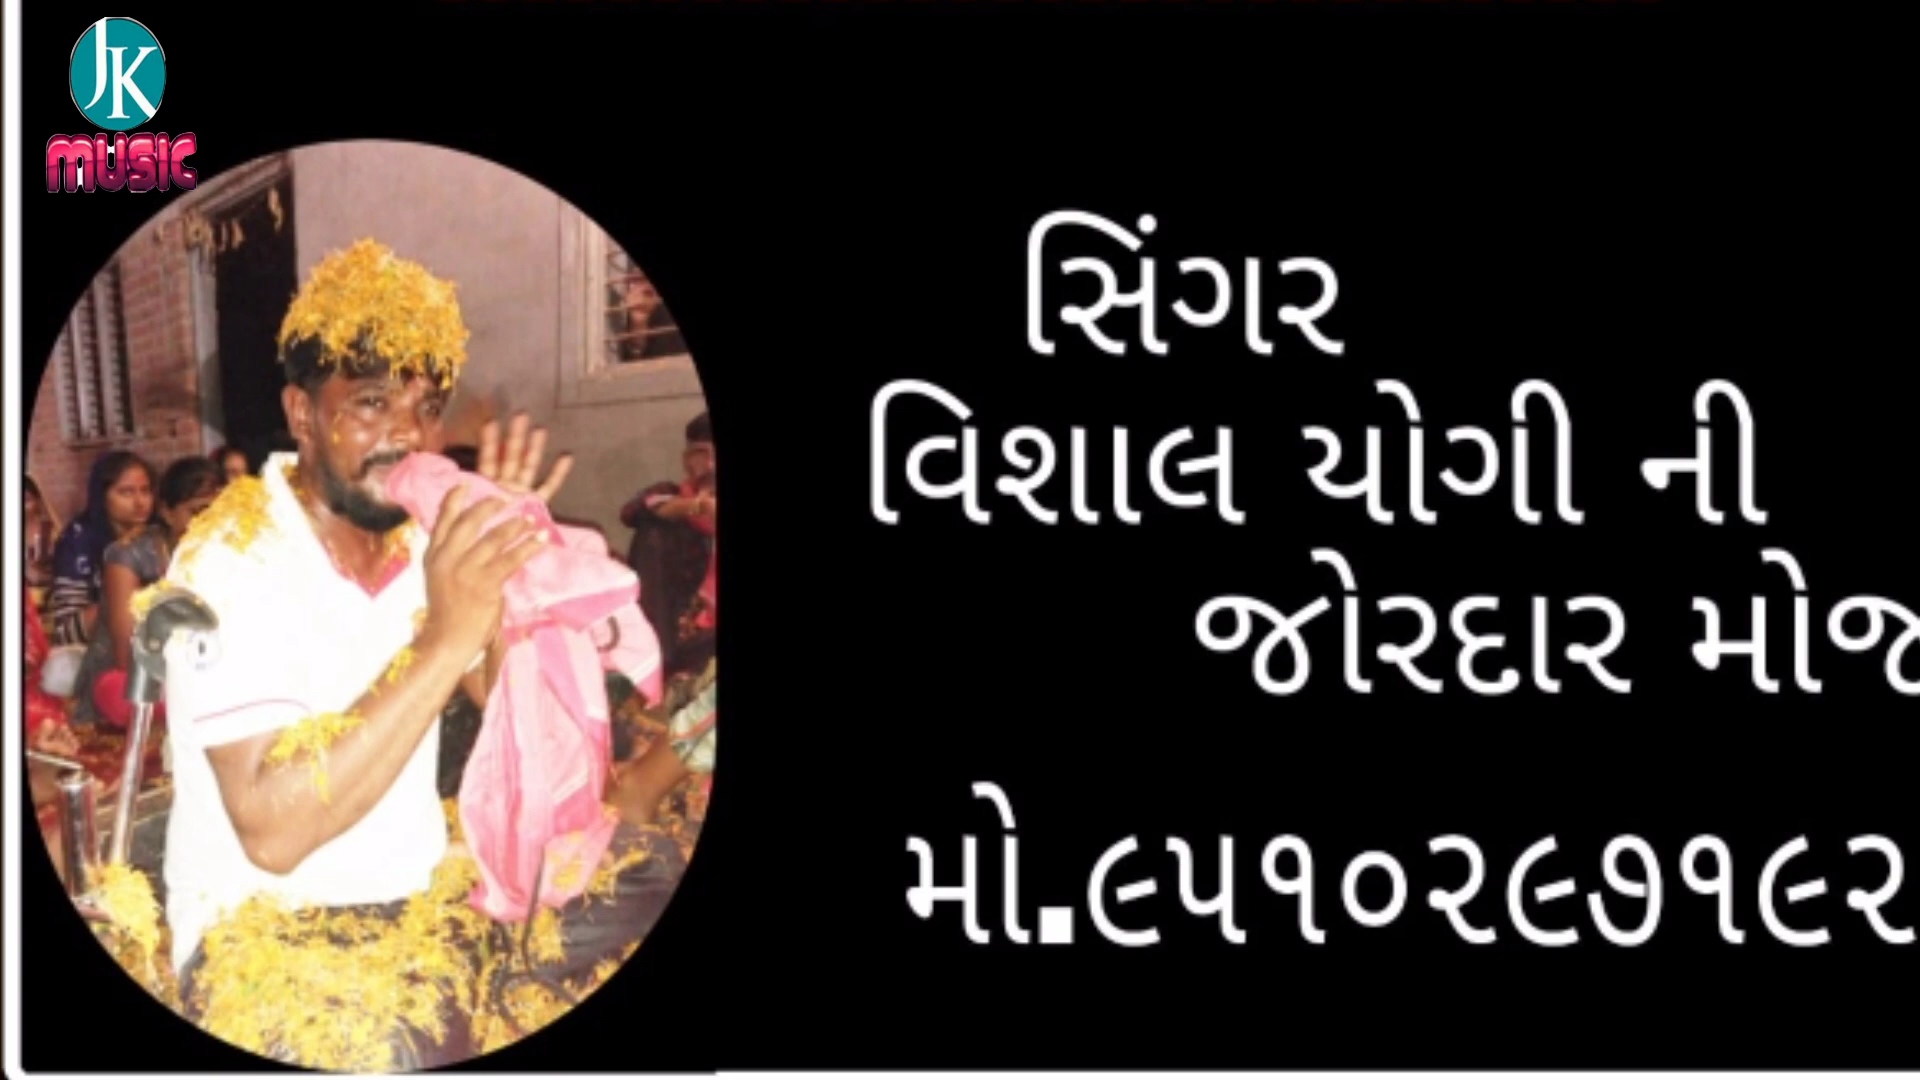 JK
MUSIC
સિંગર
વિશાલ યોગી ની
જોરદાર મોજ
મો.૯૫૧૦૨૯૭૧૯૨